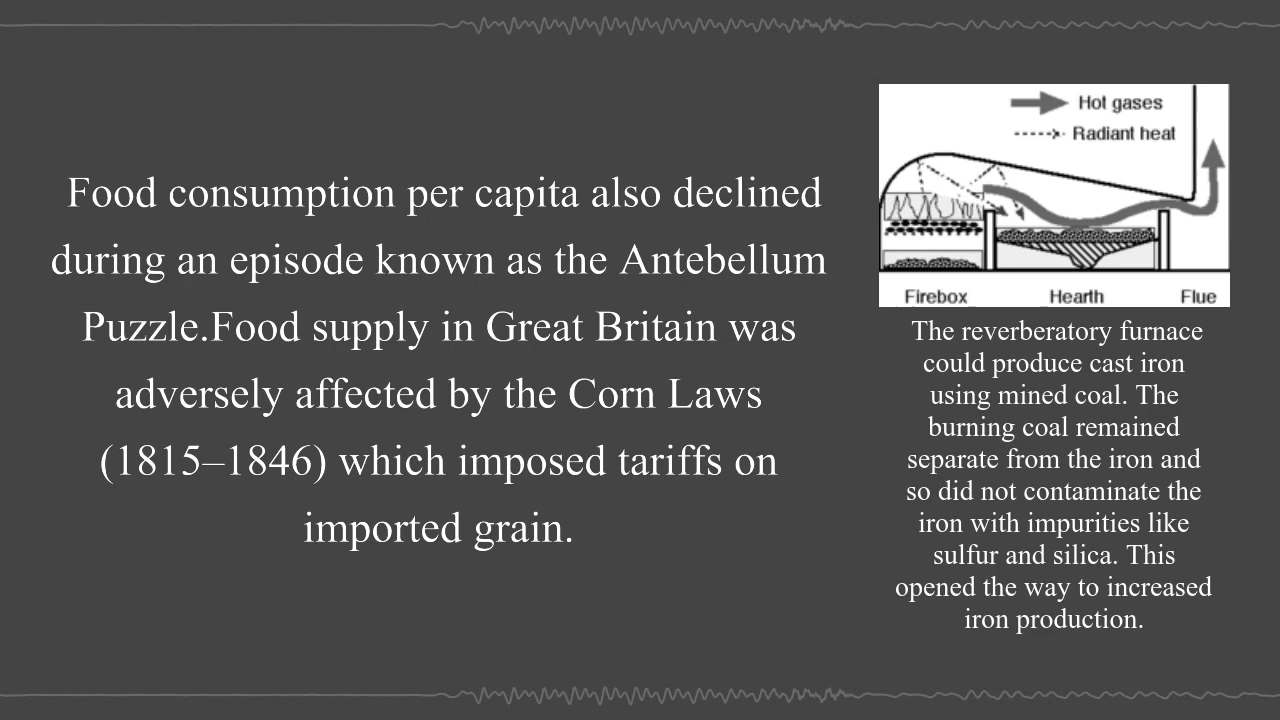 Food consumption per capita also declined
during an episode known as the Antebellum
Puzzle.Food supply in Great Britain was
adversely affected by the Corn Laws
(1815–1846) which imposed tariffs on
imported grain.
Hot gases
Radiant heat
Firebox
Hearth
Flue
The reverberatory furnace
could produce cast iron
using mined coal. The
burning coal remained
separate from the iron and
so did not contaminate the
iron with impurities like
sulfur and silica. This
opened the way to increased
iron production.